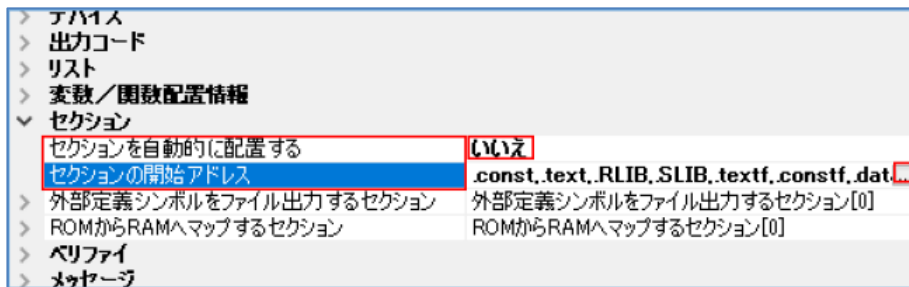 デバイス
出力コード
リスト
変数／関数配置情報
セクション
セクションを自動的に配置する いいえ
セクションの開始アドレス .const,.text,.RLIB,.SLIB,.textf,.constf,.dat...
外部定義シンボルをファイル出力するセクション 外部定義シンボルをファイル出力するセクション[0]
ROMからRAMへマップするセクション ROMからRAMへマップするセクション[0]
ベリファイ
メッセージ